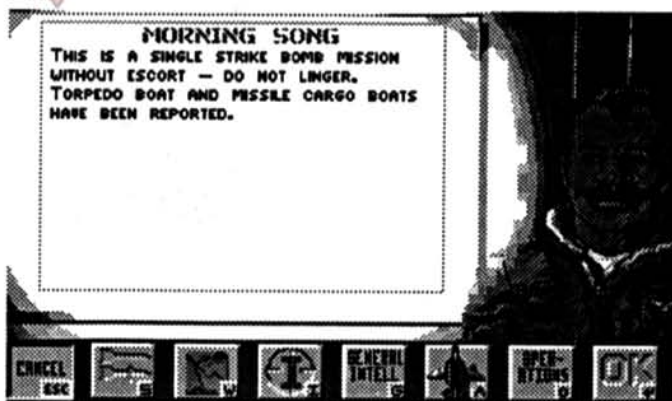 MORNING SONG
THIS IS A SINGLE STRIKE BOMB MISSION
WITHOUT ESCORT — DO NOT LINGER.
TORPEDO BOAT AND MISSILE CARGO BOATS
HAVE BEEN REPORTED.
CANCEL
ESC
S
W
I
GENERAL
INTELL
G
A
OPER-
ATIONS
O
OK